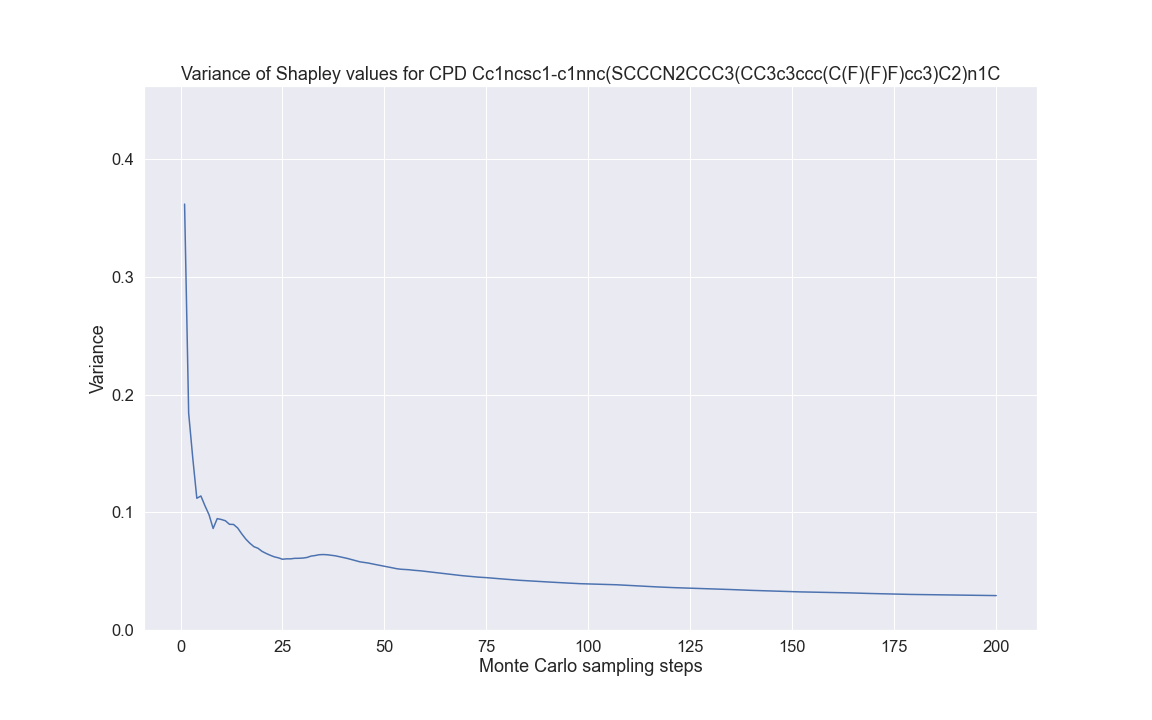 Variance of Shapley values for CPD Cc1ncsc1-c1nnc(SCCCN2CCC3(CC3c3ccc(C(F)(F)F)cc3)C2)n1C
0.4
0.3
0.2
0.1
0.0
Variance
0 25 50 75 100 125 150 175 200
Monte Carlo sampling steps